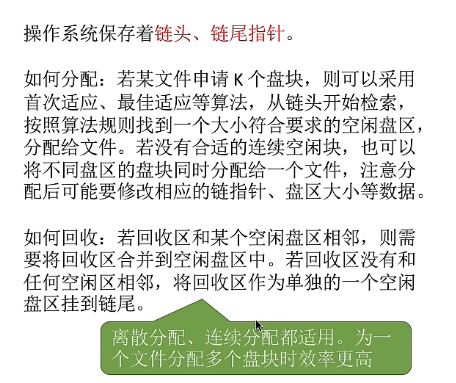 操作系统保存着链头、链尾指针。
如何分配：若某文件申请 K 个盘块，则可以采用
首次适应、最佳适应等算法，从链头开始检索，
按照算法规则找到一个大小符合要求的空闲盘区，
分配给文件。若没有合适的连续空闲块，也可以
将不同盘区的盘块同时分配给一个文件，注意分
配后可能要修改相应的链指针、盘区大小等数据。
如何回收：若回收区和某个空闲盘区相邻，则需
要将回收区合并到空闲盘区中。若回收区没有和
任何空闲区相邻，将回收区作为单独的一个空闲
盘区挂到链尾。
离散分配、连续分配都适用。为一
个文件分配多个盘块时效率更高